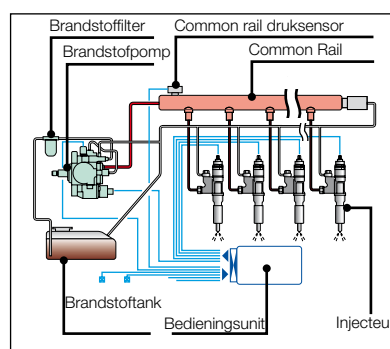 Brandstoffilter
Common rail druksensor
Brandstofpomp
Common Rail
Brandstoftank
Bedieningsunit
Injecteu